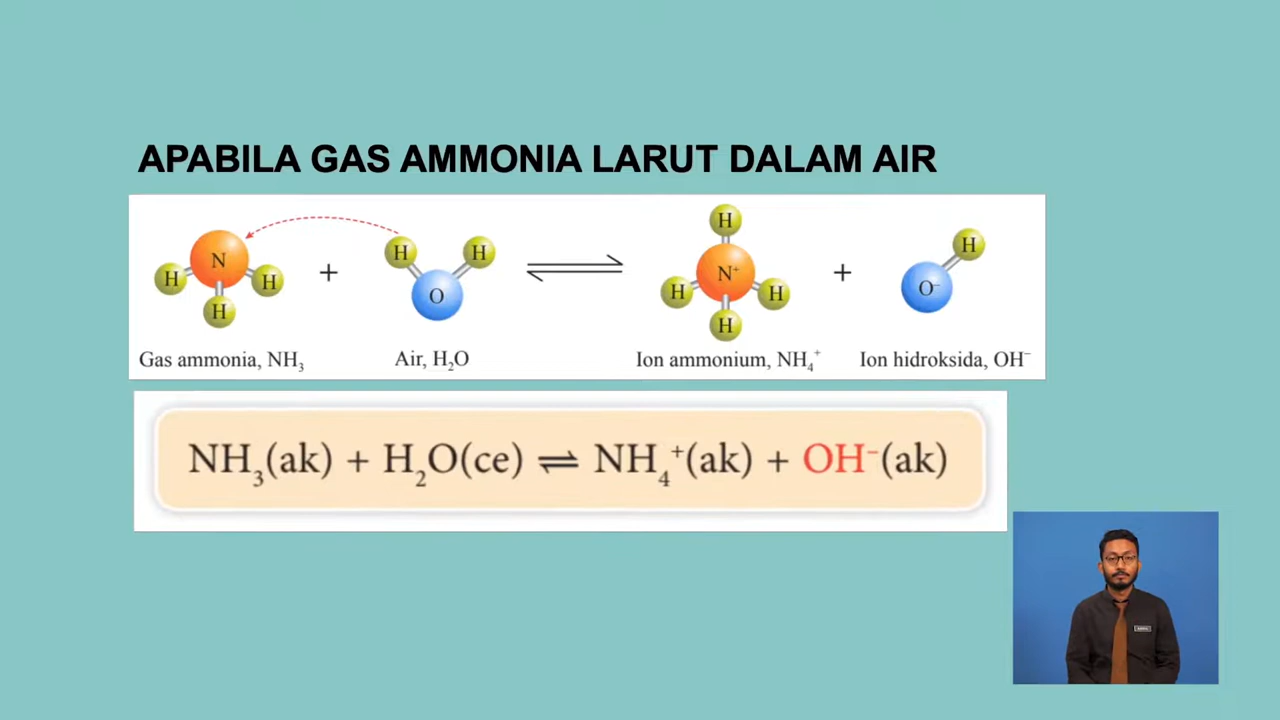 APABILA GAS AMMONIA LARUT DALAM AIR
N H H H + H H O ⇌ H N⁺ H H H + H O⁻
Gas ammonia, NH₃ Air, H₂O Ion ammonium, NH₄⁺ Ion hidroksida, OH⁻
NH₃(ak) + H₂O(ce) ⇌ NH₄⁺(ak) + OH⁻(ak)